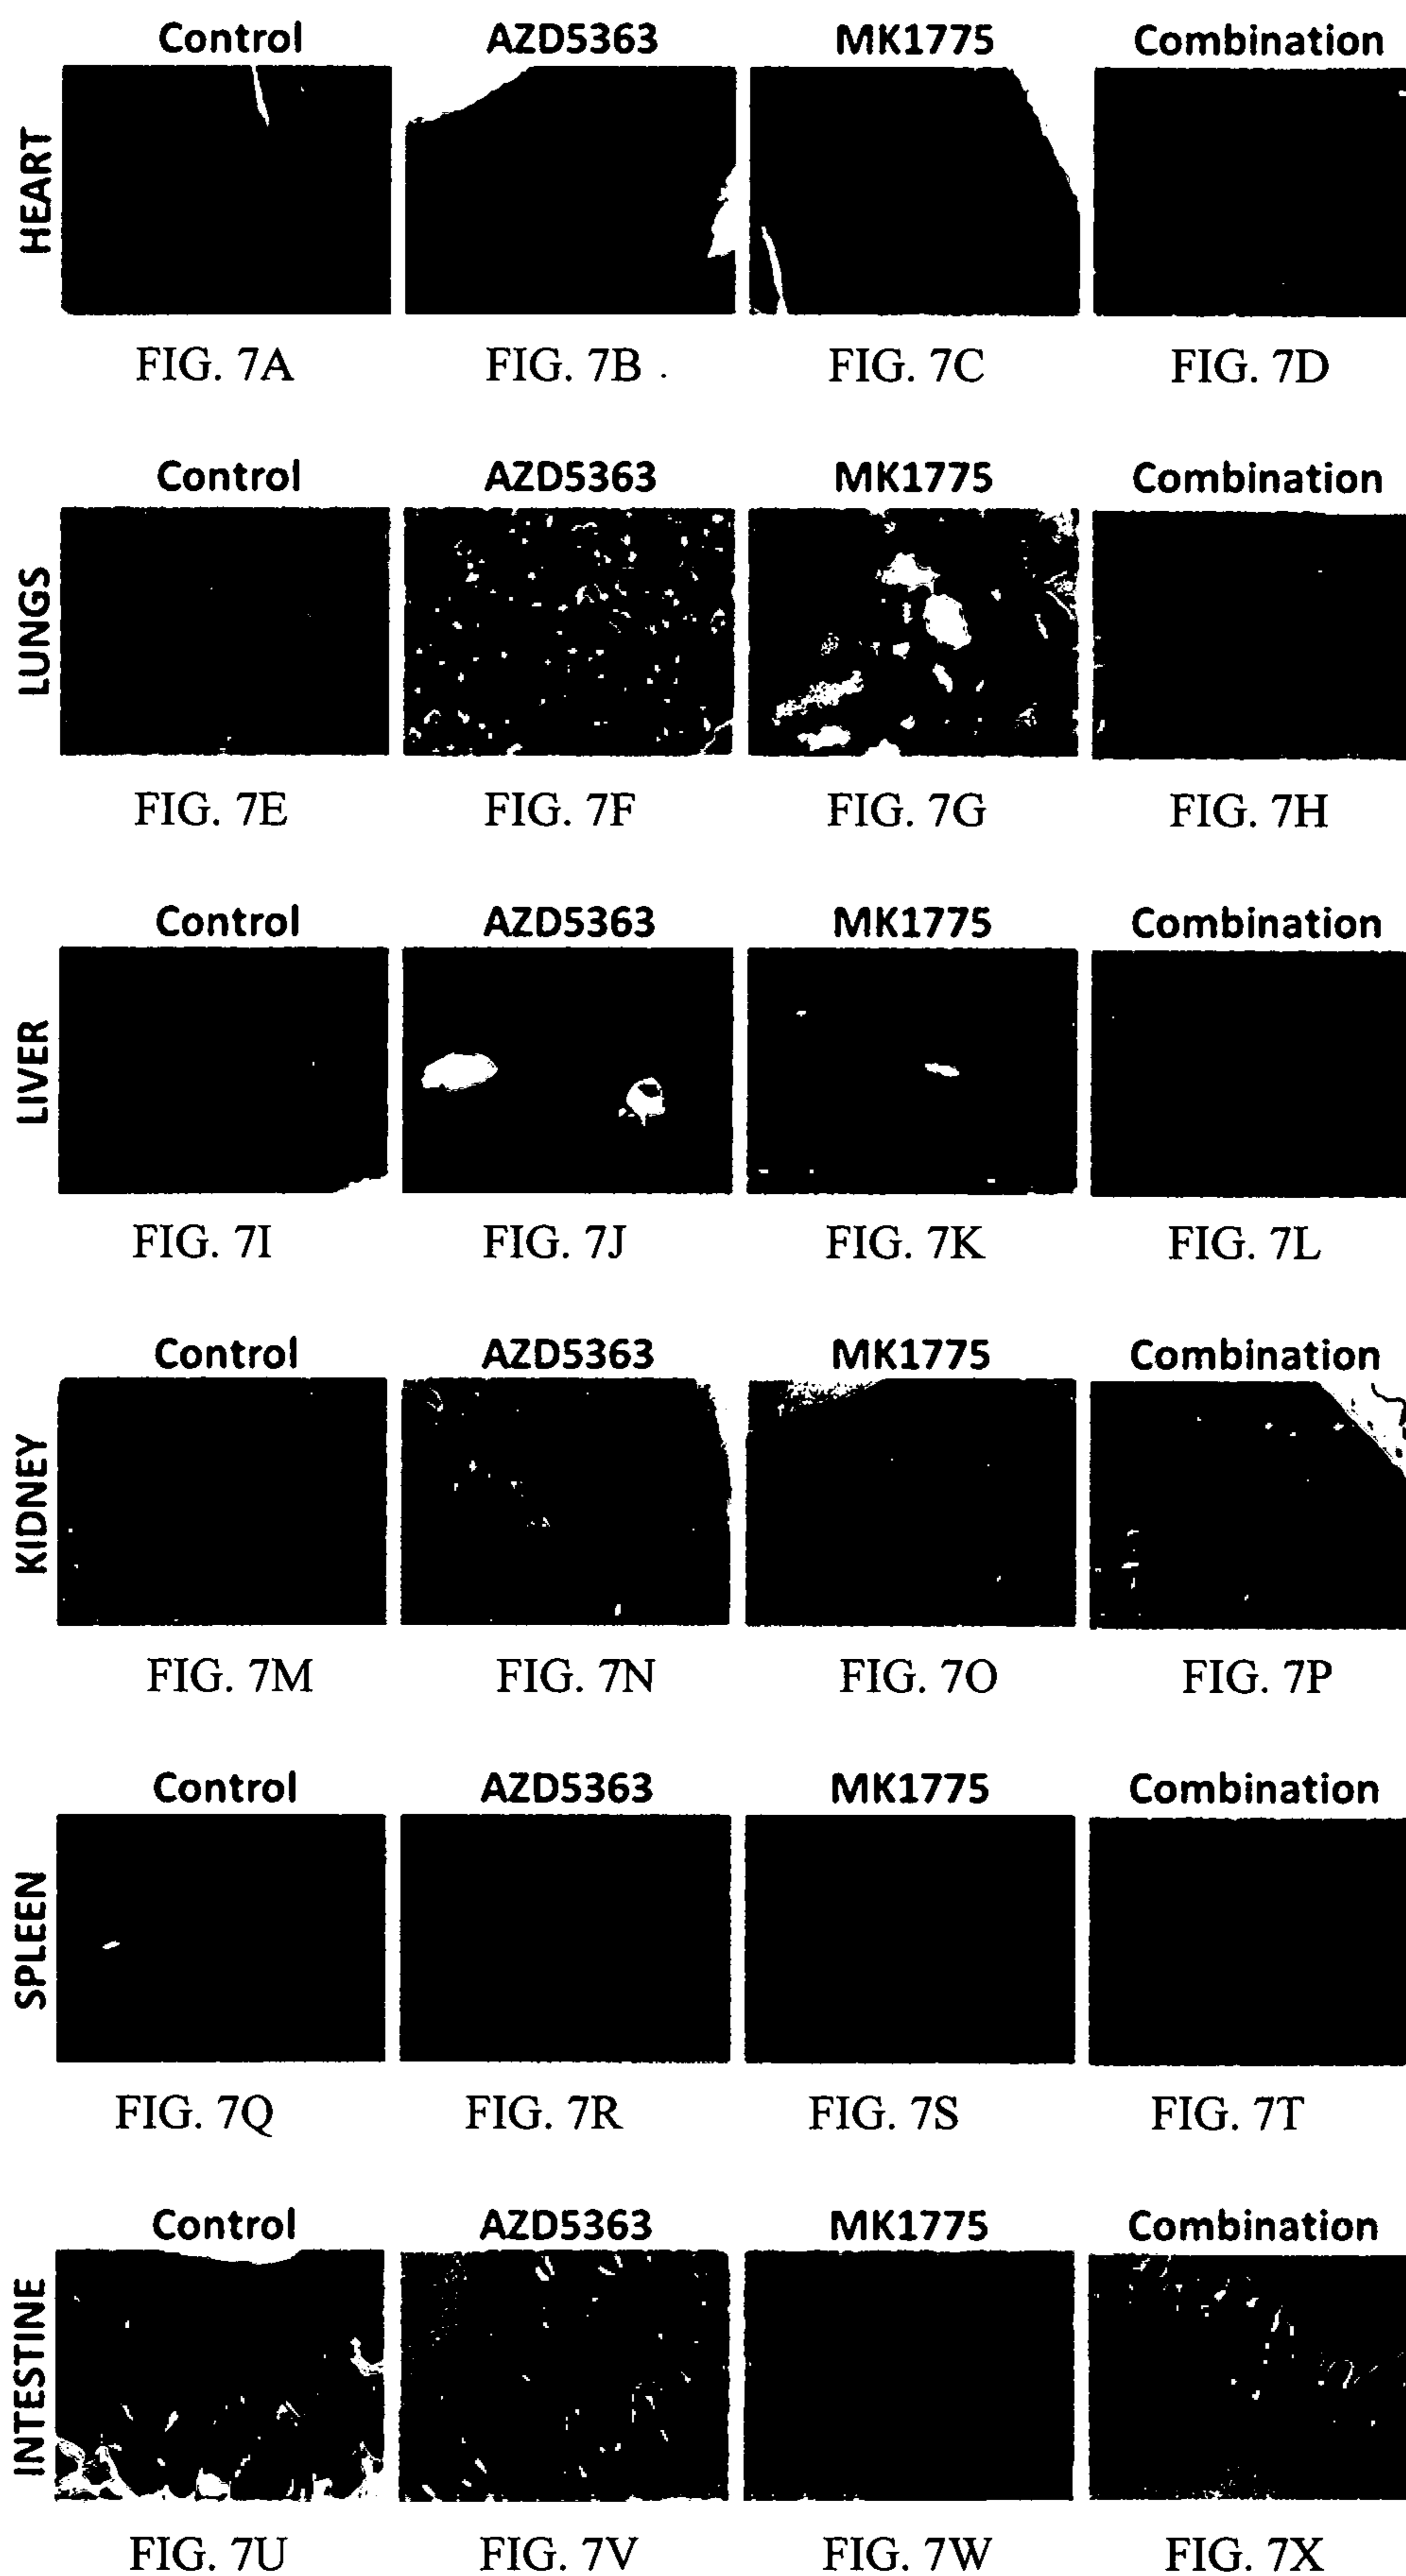 Control AZD5363 MK1775 Combination
HEART
FIG. 7A FIG. 7B FIG. 7C FIG. 7D
Control AZD5363 MK1775 Combination
LUNGS
FIG. 7E FIG. 7F FIG. 7G FIG. 7H
Control AZD5363 MK1775 Combination
LIVER
FIG. 7I FIG. 7J FIG. 7K FIG. 7L
Control AZD5363 MK1775 Combination
KIDNEY
FIG. 7M FIG. 7N FIG. 7O FIG. 7P
Control AZD5363 MK1775 Combination
SPLEEN
FIG. 7Q FIG. 7R FIG. 7S FIG. 7T
Control AZD5363 MK1775 Combination
INTESTINE
FIG. 7U FIG. 7V FIG. 7W FIG. 7X